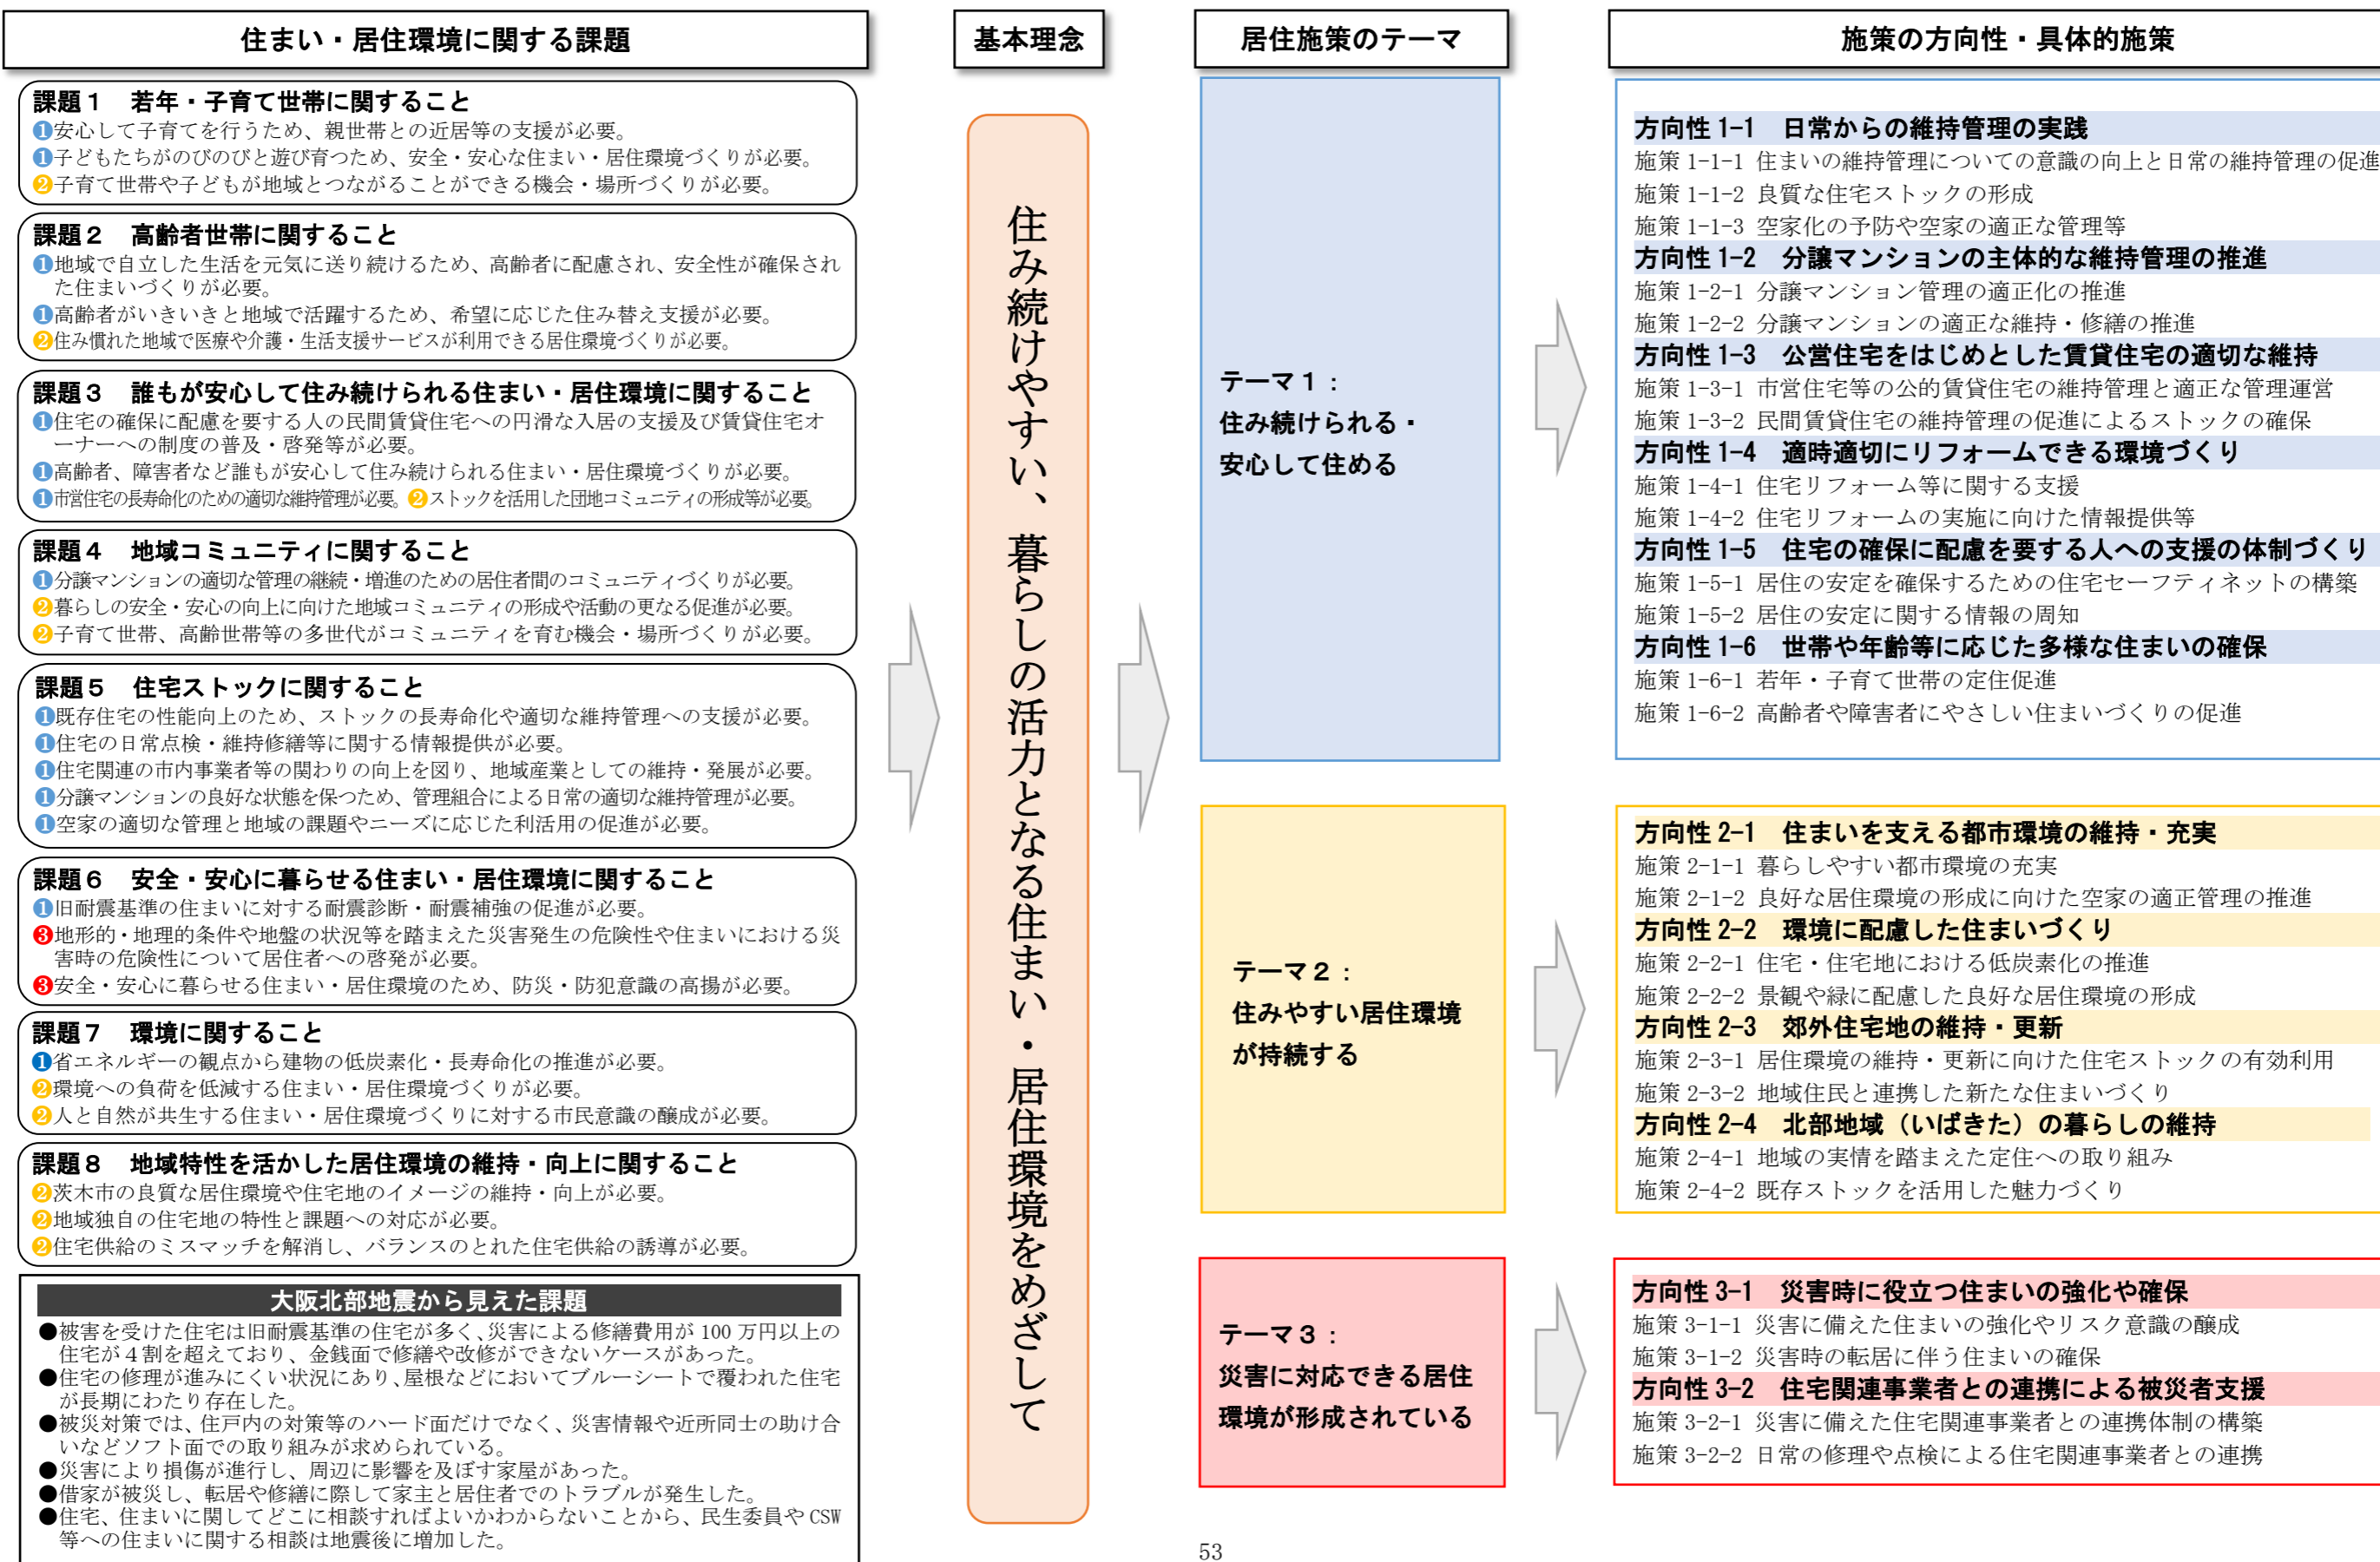 住まい・居住環境に関する課題
課題１　若年・子育て世帯に関すること
❶安心して子育てを行うため、親世帯との近居等の支援が必要。
❶子どもたちがのびのびと遊び育つため、安全・安心な住まい・居住環境づくりが必要。
❷子育て世帯や子どもが地域とつながることができる機会・場所づくりが必要。
課題２　高齢者世帯に関すること
❶地域で自立した生活を元気に送り続けるため、高齢者に配慮され、安全性が確保され
た住まいづくりが必要。
❶高齢者がいきいきと地域で活躍するため、希望に応じた住み替え支援が必要。
❷住み慣れた地域で医療や介護・生活支援サービスが利用できる居住環境づくりが必要。
課題３　誰もが安心して住み続けられる住まい・居住環境に関すること
❶住宅の確保に配慮を要する人の民間賃貸住宅への円滑な入居の支援及び賃貸住宅オ
ーナーへの制度の普及・啓発等が必要。
❶高齢者、障害者など誰もが安心して住み続けられる住まい・居住環境づくりが必要。
❶市営住宅の長寿命化のための適切な維持管理が必要。❷ストックを活用した団地コミュニティの形成等が必要。
課題４　地域コミュニティに関すること
❶分譲マンションの適切な管理の継続・増進のための居住者間のコミュニティづくりが必要。
❷暮らしの安全・安心の向上に向けた地域コミュニティの形成や活動の更なる促進が必要。
❷子育て世帯、高齢世帯等の多世代がコミュニティを育む機会・場所づくりが必要。
課題５　住宅ストックに関すること
❶既存住宅の性能向上のため、ストックの長寿命化や適切な維持管理への支援が必要。
❶住宅の日常点検・維持修繕等に関する情報提供が必要。
❶住宅関連の市内事業者等の関わりの向上を図り、地域産業としての維持・発展が必要。
❶分譲マンションの良好な状態を保つため、管理組合による日常の適切な維持管理が必要。
❶空家の適切な管理と地域の課題やニーズに応じた利活用の促進が必要。
課題６　安全・安心に暮らせる住まい・居住環境に関すること
❶旧耐震基準の住まいに対する耐震診断・耐震補強の促進が必要。
❸地形的・地理的条件や地盤の状況等を踏まえた災害発生の危険性や住まいにおける災
害時の危険性について居住者への啓発が必要。
❸安全・安心に暮らせる住まい・居住環境のため、防災・防犯意識の高揚が必要。
課題７　環境に関すること
❶省エネルギーの観点から建物の低炭素化・長寿命化の推進が必要。
❷環境への負荷を低減する住まい・居住環境づくりが必要。
❷人と自然が共生する住まい・居住環境づくりに対する市民意識の醸成が必要。
課題８　地域特性を活かした居住環境の維持・向上に関すること
❷茨木市の良質な居住環境や住宅地のイメージの維持・向上が必要。
❷地域独自の住宅地の特性と課題への対応が必要。
❷住宅供給のミスマッチを解消し、バランスのとれた住宅供給の誘導が必要。
大阪北部地震から見えた課題
●被害を受けた住宅は旧耐震基準の住宅が多く、災害による修繕費用が 100 万円以上の
住宅が４割を超えており、金銭面で修繕や改修ができないケースがあった。
●住宅の修理が進みにくい状況にあり、屋根などにおいてブルーシートで覆われた住宅
が長期にわたり存在した。
●被災対策では、住戸内の対策等のハード面だけでなく、災害情報や近所同士の助け合
いなどソフト面での取り組みが求められている。
●災害により損傷が進行し、周辺に影響を及ぼす家屋があった。
●借家が被災し、転居や修繕に際して家主と居住者でのトラブルが発生した。
●住宅、住まいに関してどこに相談すればよいかわからないことから、民生委員や CSW
等への住まいに関する相談は地震後に増加した。
基本理念
住み続けやすい、暮らしの活力となる住まい・居住環境をめざして
居住施策のテーマ
テーマ１：
住み続けられる・
安心して住める
テーマ２：
住みやすい居住環境
が持続する
テーマ３：
災害に対応できる居住
環境が形成されている
施策の方向性・具体的施策
方向性 1-1　日常からの維持管理の実践
施策 1-1-1 住まいの維持管理についての意識の向上と日常の維持管理の促進
施策 1-1-2 良質な住宅ストックの形成
施策 1-1-3 空家化の予防や空家の適正な管理等
方向性 1-2　分譲マンションの主体的な維持管理の推進
施策 1-2-1 分譲マンション管理の適正化の推進
施策 1-2-2 分譲マンションの適正な維持・修繕の推進
方向性 1-3　公営住宅をはじめとした賃貸住宅の適切な維持
施策 1-3-1 市営住宅等の公的賃貸住宅の維持管理と適正な管理運営
施策 1-3-2 民間賃貸住宅の維持管理の促進によるストックの確保
方向性 1-4　適時適切にリフォームできる環境づくり
施策 1-4-1 住宅リフォーム等に関する支援
施策 1-4-2 住宅リフォームの実施に向けた情報提供等
方向性 1-5　住宅の確保に配慮を要する人への支援の体制づくり
施策 1-5-1 居住の安定を確保するための住宅セーフティネットの構築
施策 1-5-2 居住の安定に関する情報の周知
方向性 1-6　世帯や年齢等に応じた多様な住まいの確保
施策 1-6-1 若年・子育て世帯の定住促進
施策 1-6-2 高齢者や障害者にやさしい住まいづくりの促進
方向性 2-1　住まいを支える都市環境の維持・充実
施策 2-1-1 暮らしやすい都市環境の充実
施策 2-1-2 良好な居住環境の形成に向けた空家の適正管理の推進
方向性 2-2　環境に配慮した住まいづくり
施策 2-2-1 住宅・住宅地における低炭素化の推進
施策 2-2-2 景観や緑に配慮した良好な居住環境の形成
方向性 2-3　郊外住宅地の維持・更新
施策 2-3-1 居住環境の維持・更新に向けた住宅ストックの有効利用
施策 2-3-2 地域住民と連携した新たな住まいづくり
方向性 2-4　北部地域（いばきた）の暮らしの維持
施策 2-4-1 地域の実情を踏まえた定住への取り組み
施策 2-4-2 既存ストックを活用した魅力づくり
方向性 3-1　災害時に役立つ住まいの強化や確保
施策 3-1-1 災害に備えた住まいの強化やリスク意識の醸成
施策 3-1-2 災害時の転居に伴う住まいの確保
方向性 3-2　住宅関連事業者との連携による被災者支援
施策 3-2-1 災害に備えた住宅関連事業者との連携体制の構築
施策 3-2-2 日常の修理や点検による住宅関連事業者との連携
53